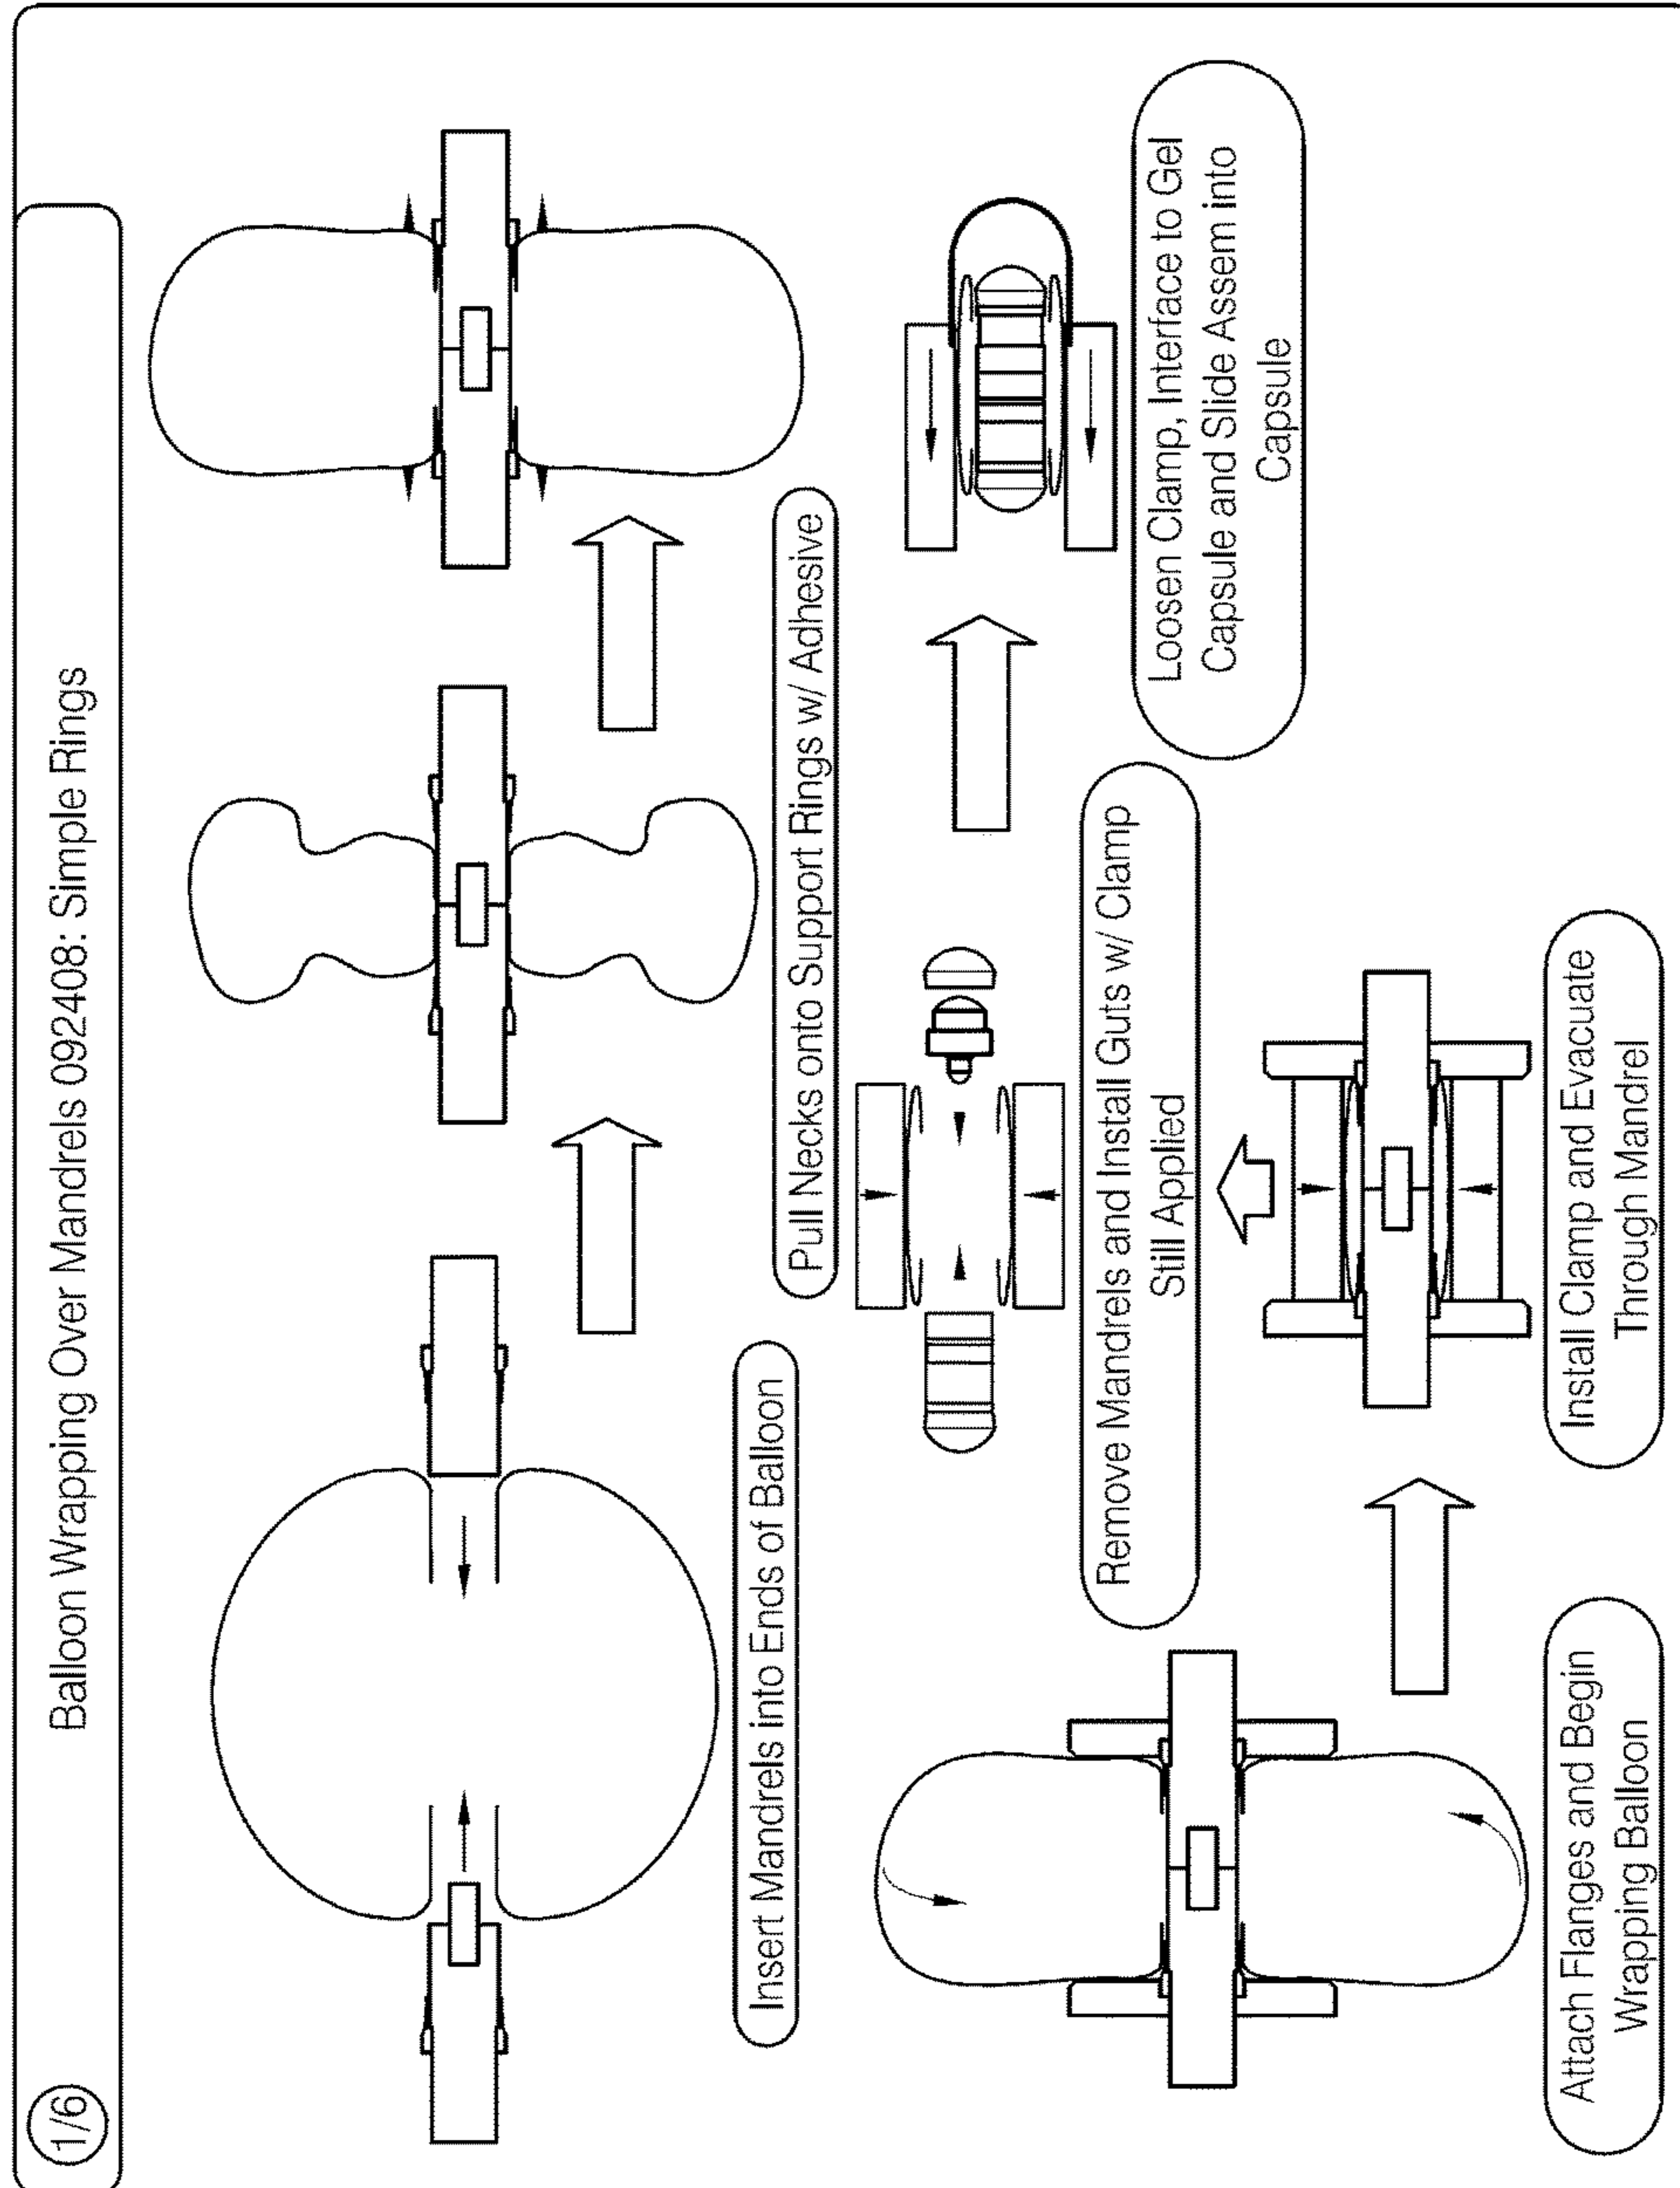 1/6
Balloon Wrapping Over Mandrels 092408: Simple Rings
Insert Mandrels into Ends of Balloon
Pull Necks onto Support Rings w/ Adhesive
Attach Flanges and Begin
Wrapping Balloon
Install Clamp and Evacuate
Through Mandrel
Remove Mandrels and Install Guts w/ Clamp
Still Applied
Loosen Clamp, Interface to Gel
Capsule and Slide Assem into
Capsule